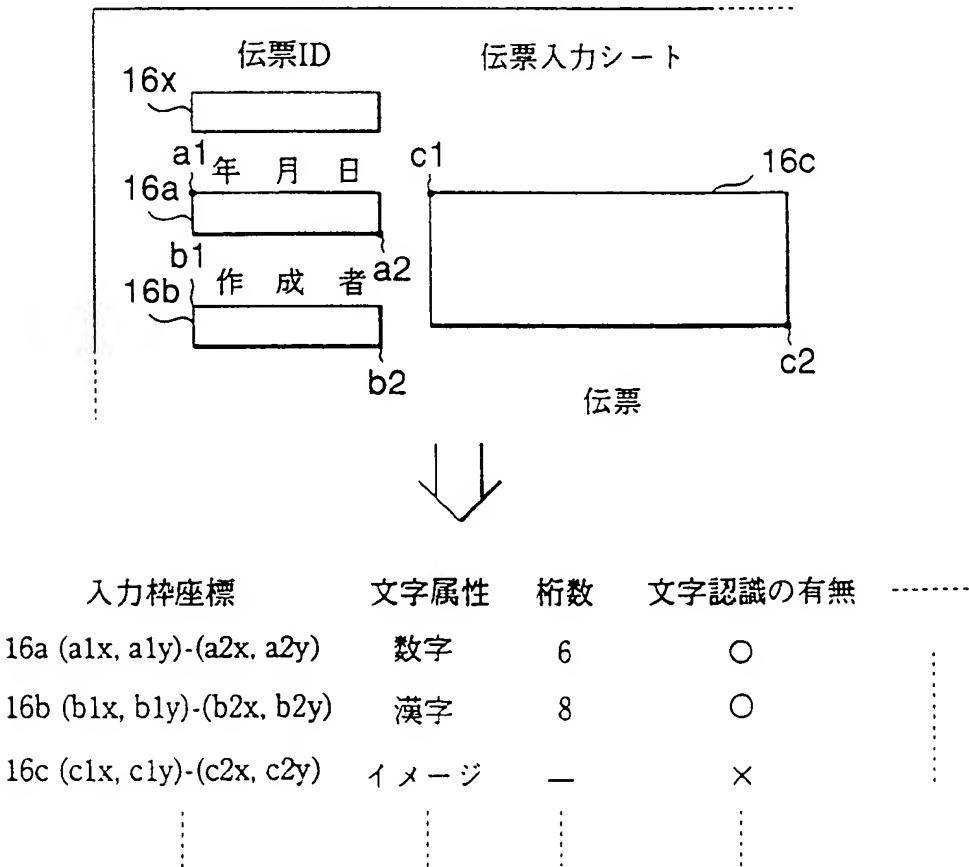 伝票ID 伝票入力シート
16x
a1 年 月 日 c1 16c
16a
b1 作 成 者 a2
16b
b2 c2
伝票
入力枠座標 文字属性 桁数 文字認識の有無
16a (a1x, a1y)-(a2x, a2y) 数字 6 ○
16b (b1x, b1y)-(b2x, b2y) 漢字 8 ○
16c (c1x, c1y)-(c2x, c2y) イメージ — ×